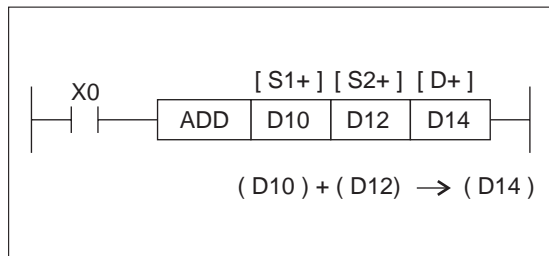 [ S1+ ] [ S2+ ] [ D+ ]
X0
ADD D10 D12 D14
( D10 ) + ( D12) → ( D14 )